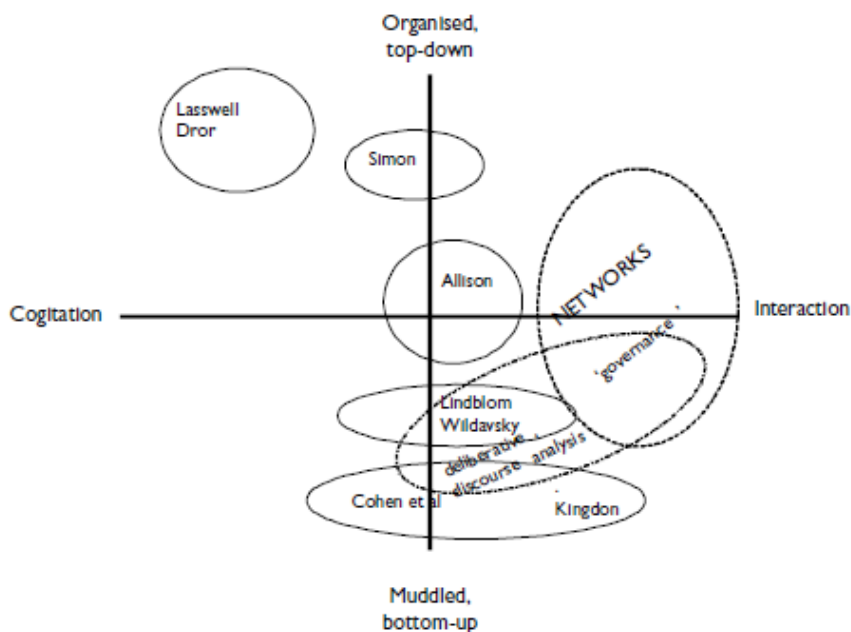 Organised,
top-down
Lasswell
Dror
Simon
Allison
NETWORKS
Cogitation
Interaction
'governance'
Lindblom
Wildavsky
deliberative,
discourse analysis
Cohen et al
Kingdon
Muddled,
bottom-up